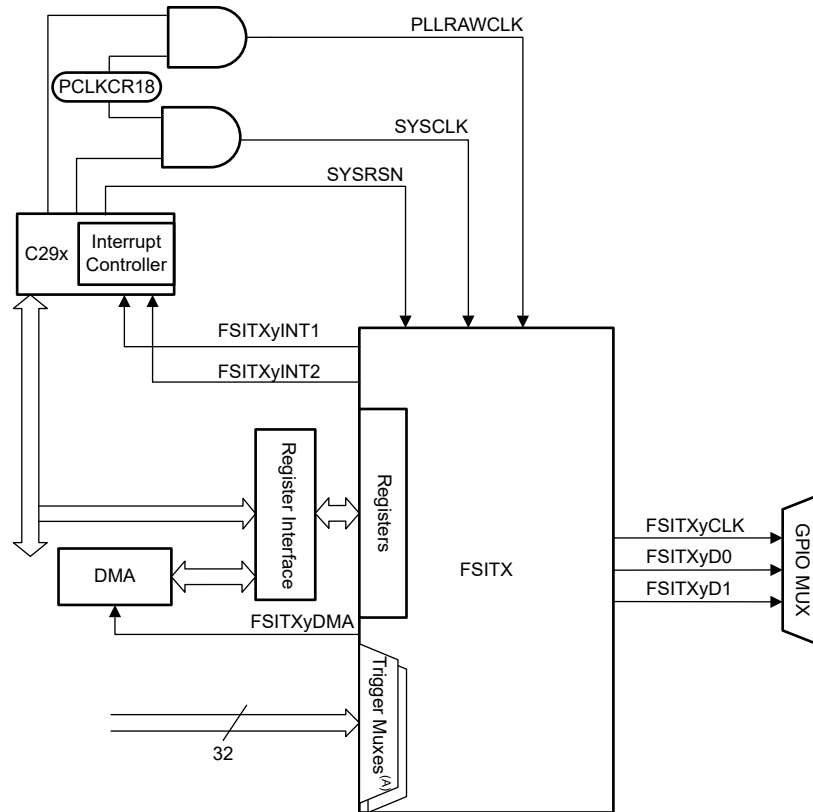 PLLRAWCLK
PCLKCR18
SYSCLK
SYSRSN
C29x
Interrupt
Controller
FSITXyINT1
FSITXyINT2
Register Interface
Registers
FSITX
FSITXyCLK
FSITXyD0
FSITXyD1
GPIO MUX
DMA
FSITXyDMA
Trigger Muxes(A)
32